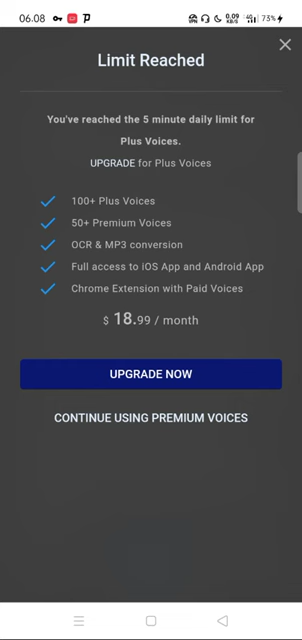 06.08
0.09
KB/S
4G
73%
Limit Reached
You've reached the 5 minute daily limit for
Plus Voices.
UPGRADE for Plus Voices
100+ Plus Voices
50+ Premium Voices
OCR & MP3 conversion
Full access to iOS App and Android App
Chrome Extension with Paid Voices
$ 18.99 / month
UPGRADE NOW
CONTINUE USING PREMIUM VOICES